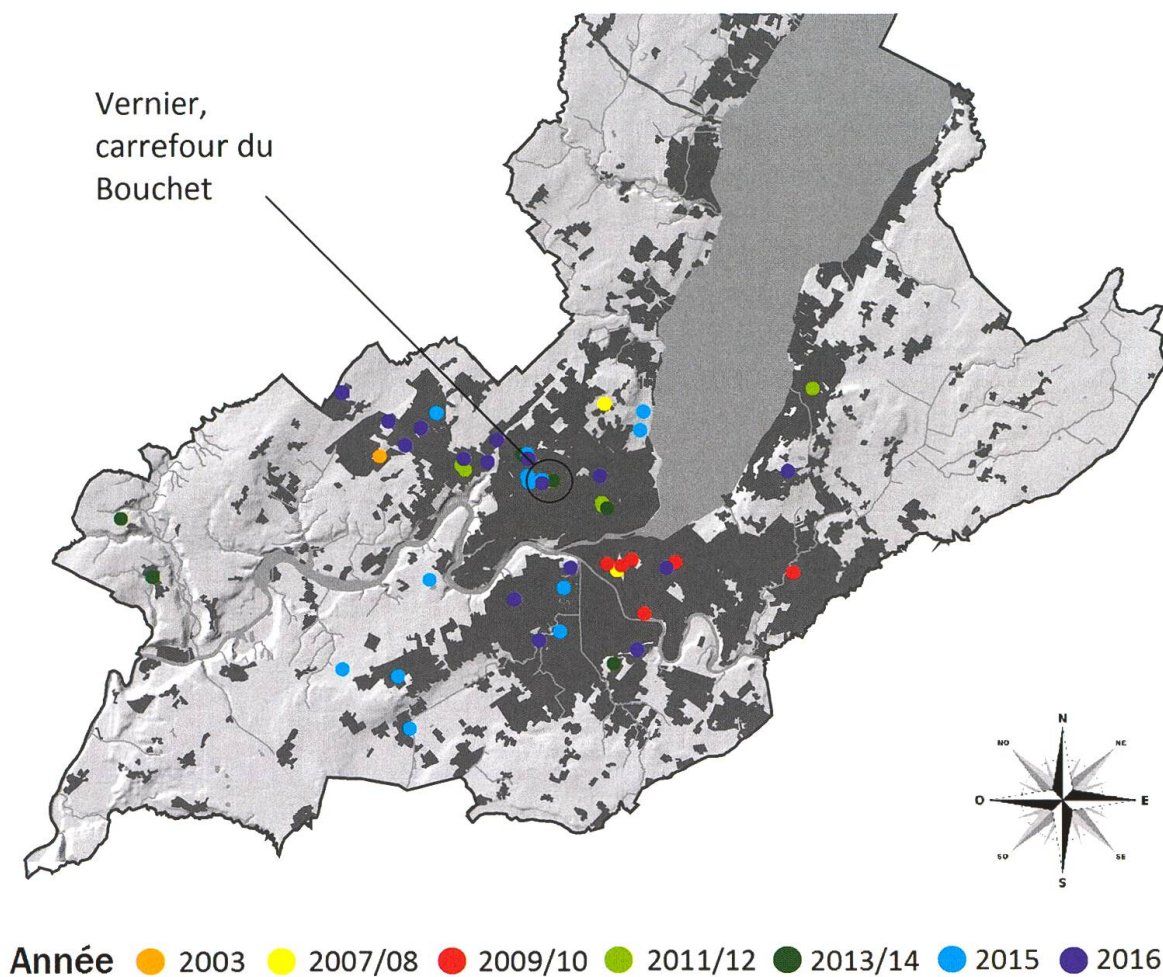 Vernier,
carrefour du
Bouchet
N
NO NE
O E
SO SE
S
Année 2003 2007/08 2009/10 2011/12 2013/14 2015 2016